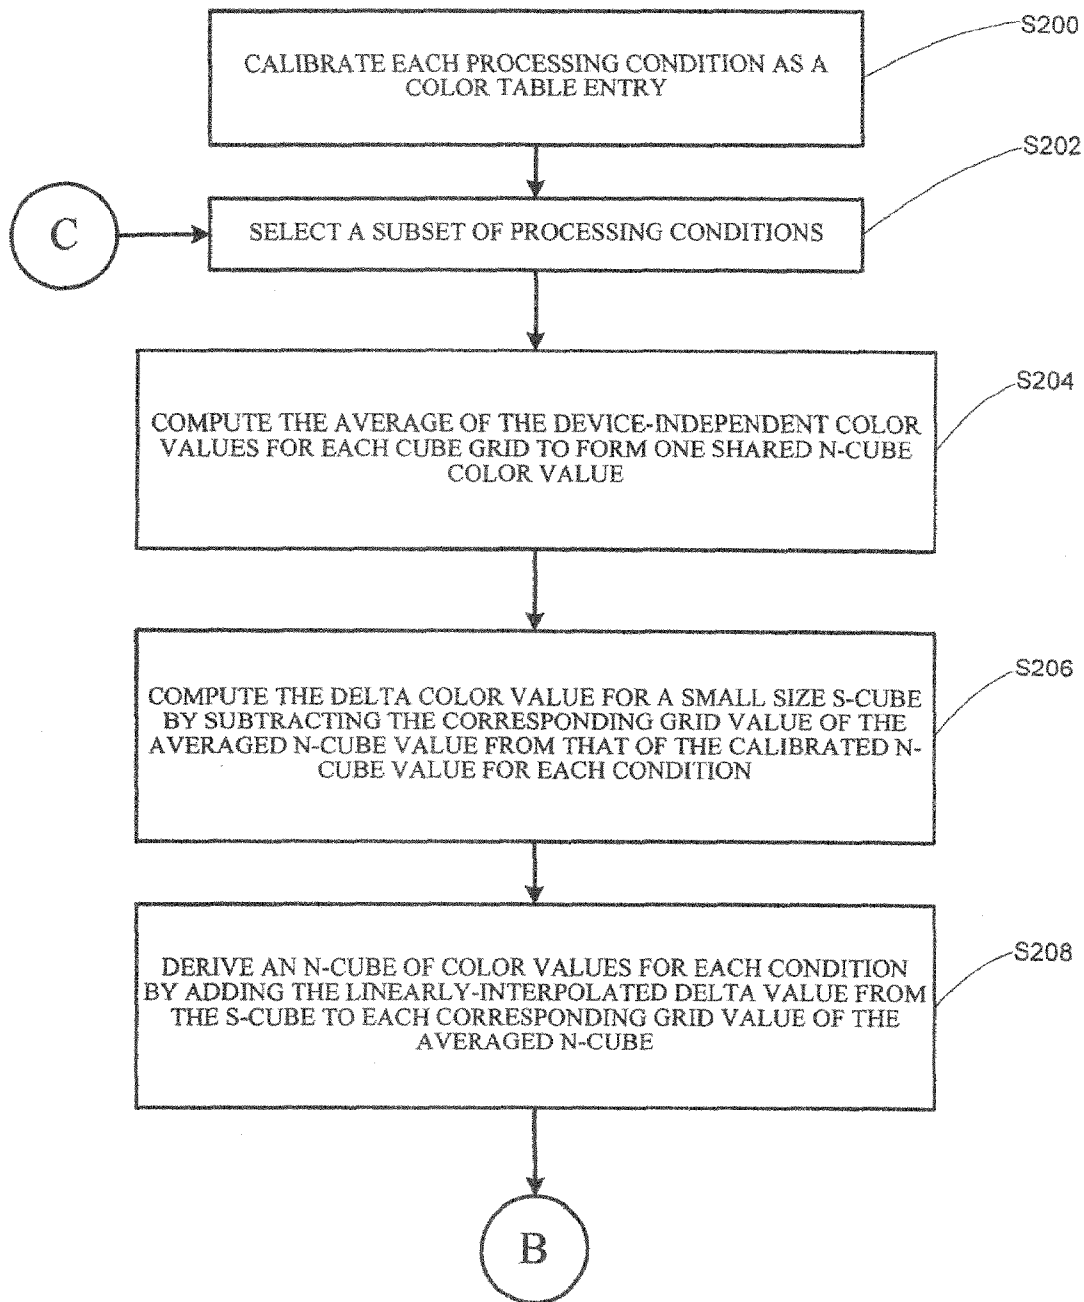 CALIBRATE EACH PROCESSING CONDITION AS A
COLOR TABLE ENTRY
S200
S202
C
SELECT A SUBSET OF PROCESSING CONDITIONS
S204
COMPUTE THE AVERAGE OF THE DEVICE-INDEPENDENT COLOR
VALUES FOR EACH CUBE GRID TO FORM ONE SHARED N-CUBE
COLOR VALUE
S206
COMPUTE THE DELTA COLOR VALUE FOR A SMALL SIZE S-CUBE
BY SUBTRACTING THE CORRESPONDING GRID VALUE OF THE
AVERAGED N-CUBE VALUE FROM THAT OF THE CALIBRATED N-
CUBE VALUE FOR EACH CONDITION
S208
DERIVE AN N-CUBE OF COLOR VALUES FOR EACH CONDITION
BY ADDING THE LINEARLY-INTERPOLATED DELTA VALUE FROM
THE S-CUBE TO EACH CORRESPONDING GRID VALUE OF THE
AVERAGED N-CUBE
B